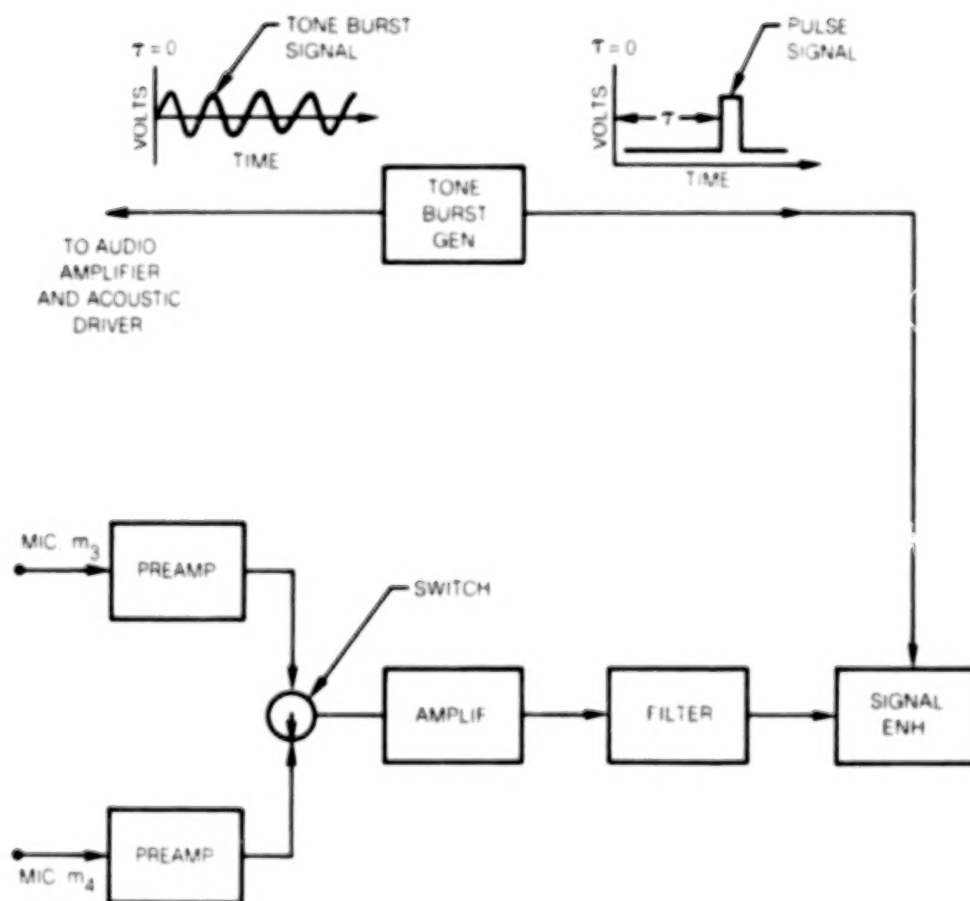 τ = 0
TONE BURST
SIGNAL
VOLTS
TIME
τ = 0
PULSE
SIGNAL
VOLTS
τ
TIME
TONE
BURST
GEN
TO AUDIO
AMPLIFIER
AND ACOUSTIC
DRIVER
MIC. m3
PREAMP
SWITCH
AMPLIF
FILTER
SIGNAL
ENH
PREAMP
MIC. m4